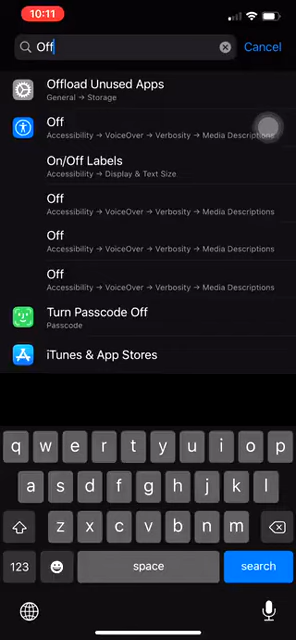 10:11
Off
Cancel
Offload Unused Apps
General → Storage
Off
Accessibility → VoiceOver → Verbosity → Media Descriptions
On/Off Labels
Accessibility → Display & Text Size
Off
Accessibility → VoiceOver → Verbosity → Media Descriptions
Off
Accessibility → VoiceOver → Verbosity → Media Descriptions
Off
Accessibility → VoiceOver → Verbosity → Media Descriptions
Turn Passcode Off
Passcode
iTunes & App Stores
q w e r t y u i o p
a s d f g h j k l
z x c v b n m
123 space search